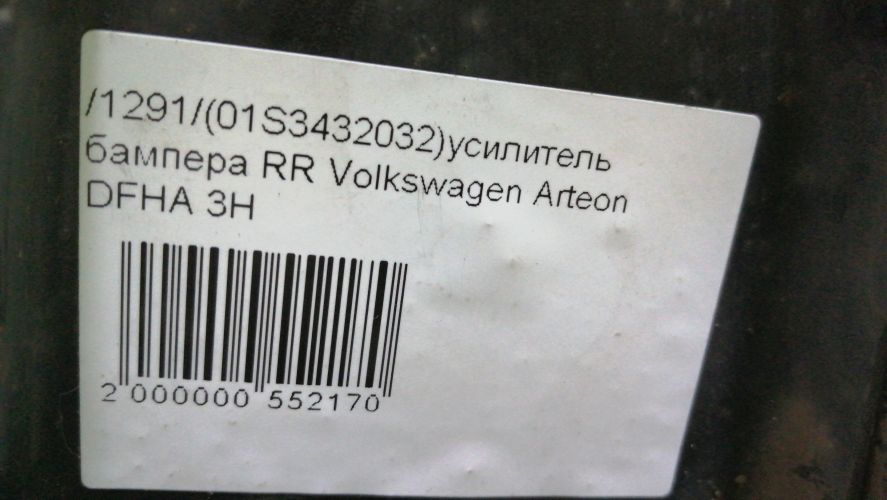 /1291/(01S3432032)усилитель
бампера RR Volkswagen Arteon
DFHA 3H
2 000000 552170